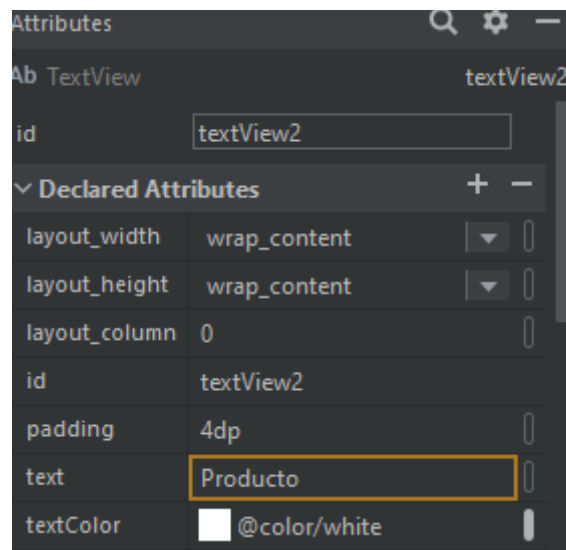 Attributes
Ab TextView textView2
id textView2
Declared Attributes
layout_width wrap_content
layout_height wrap_content
layout_column 0
id textView2
padding 4dp
text Producto
textColor @color/white